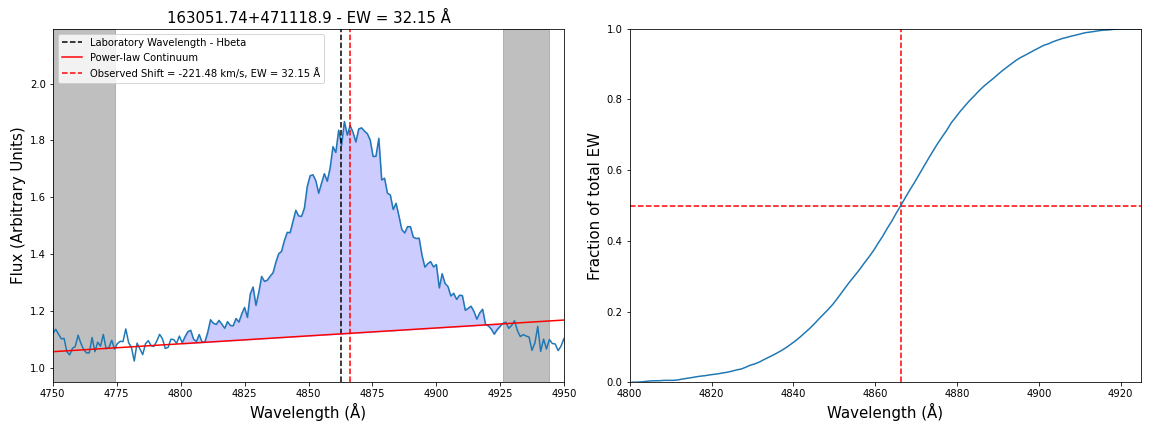 163051.74+471118.9 - EW = 32.15 Å
Laboratory Wavelength - Hbeta
Power-law Continuum
Observed Shift = -221.48 km/s, EW = 32.15 Å
Flux (Arbitrary Units)
2.0
1.8
1.6
1.4
1.2
1.0
4750 4775 4800 4825 4850 4875 4900 4925 4950
Wavelength (Å)
Fraction of total EW
1.0
0.8
0.6
0.4
0.2
0.0
4800 4820 4840 4860 4880 4900 4920
Wavelength (Å)